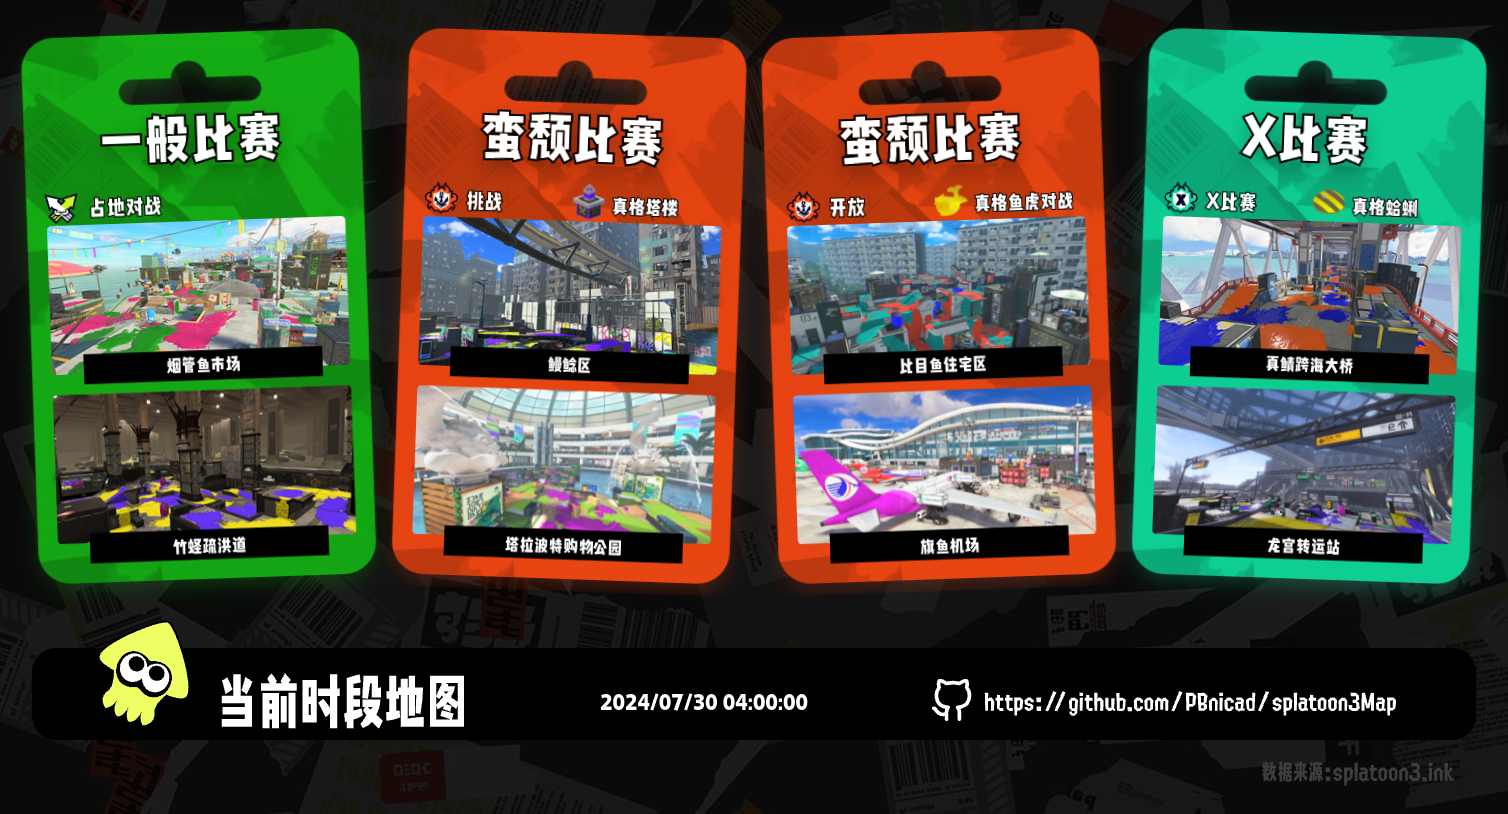 一般比赛
占地对战
烟管鱼市场
竹蛏疏洪道
蛮颓比赛
挑战
真格塔楼
鳗鲶区
塔拉波特购物公园
蛮颓比赛
开放
真格鱼虎对战
比目鱼住宅区
旗鱼机场
X比赛
X比赛
真格蛤蜊
真鲭跨海大桥
龙宫转运站
当前时段地图
2024/07/30 04:00:00
https://github.com/PBnicad/splatoon3Map
数据来源:splatoon3.ink